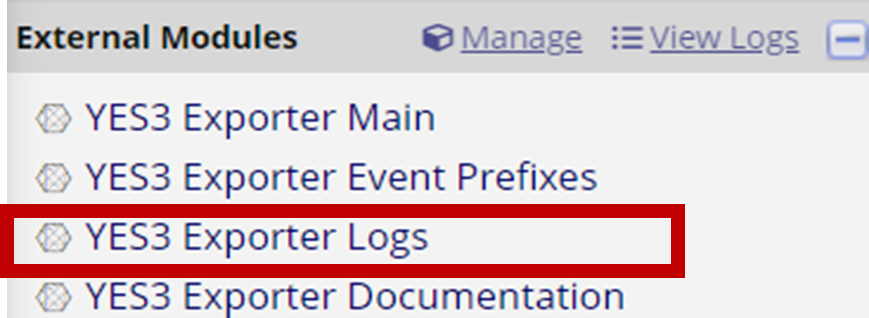 External Modules Manage View Logs
YES3 Exporter Main
YES3 Exporter Event Prefixes
YES3 Exporter Logs
YES3 Exporter Documentation